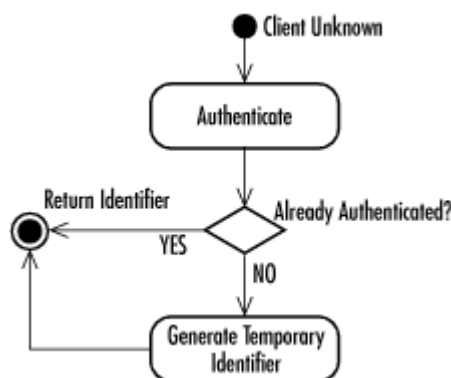 Client Unknown
Authenticate
Return Identifier
Already Authenticated?
YES
NO
Generate Temporary
Identifier